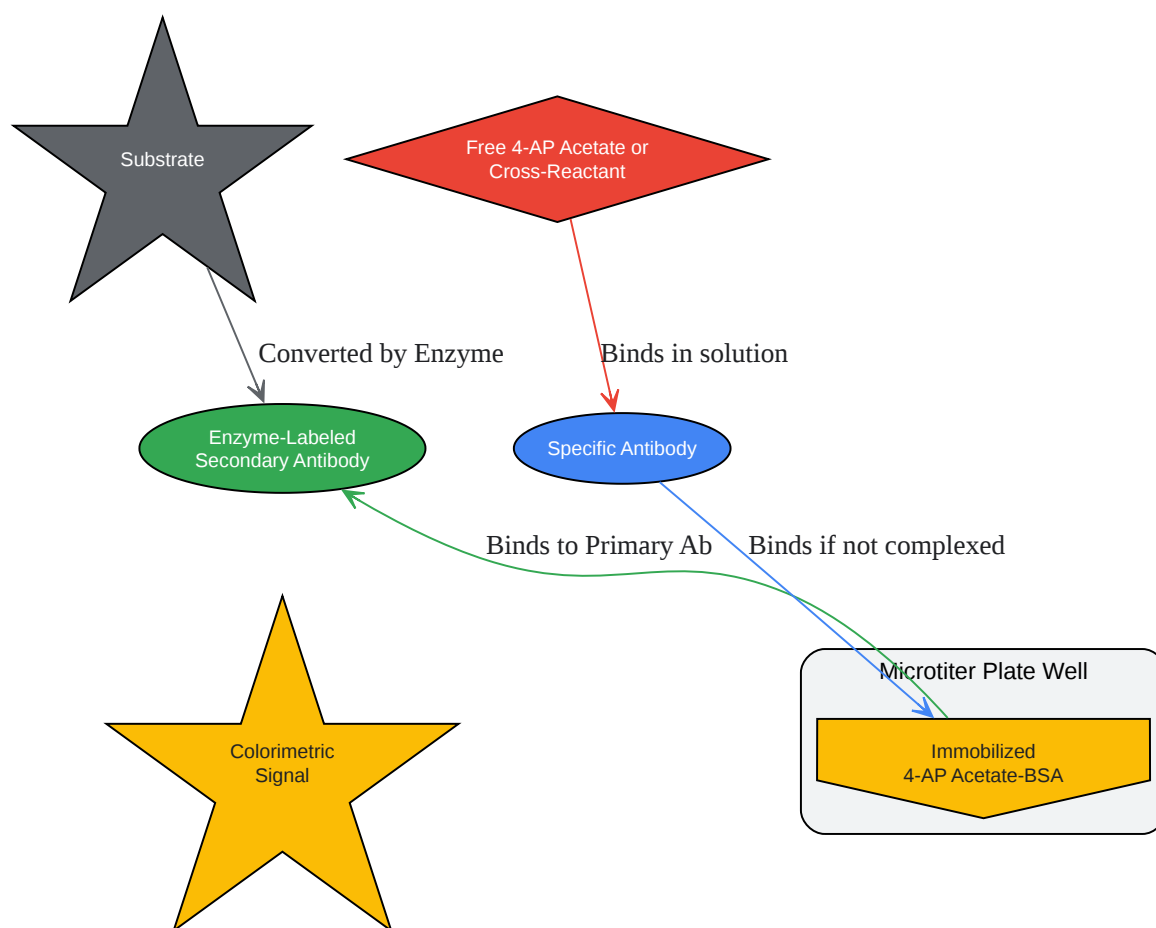 Substrate
Free 4-AP Acetate or
Cross-Reactant
Converted by Enzyme
Binds in solution
Enzyme-Labeled
Secondary Antibody
Specific Antibody
Binds to Primary Ab
Binds if not complexed
Microtiter Plate Well
Colorimetric
Signal
Immobilized
4-AP Acetate-BSA